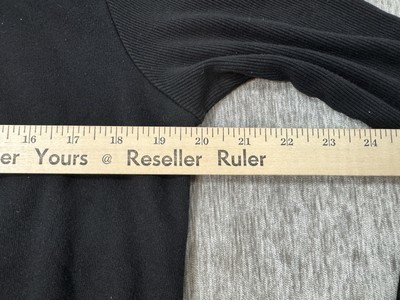 16 17 18 19 20 21 22 23 24
er Yours @ Reseller Ruler